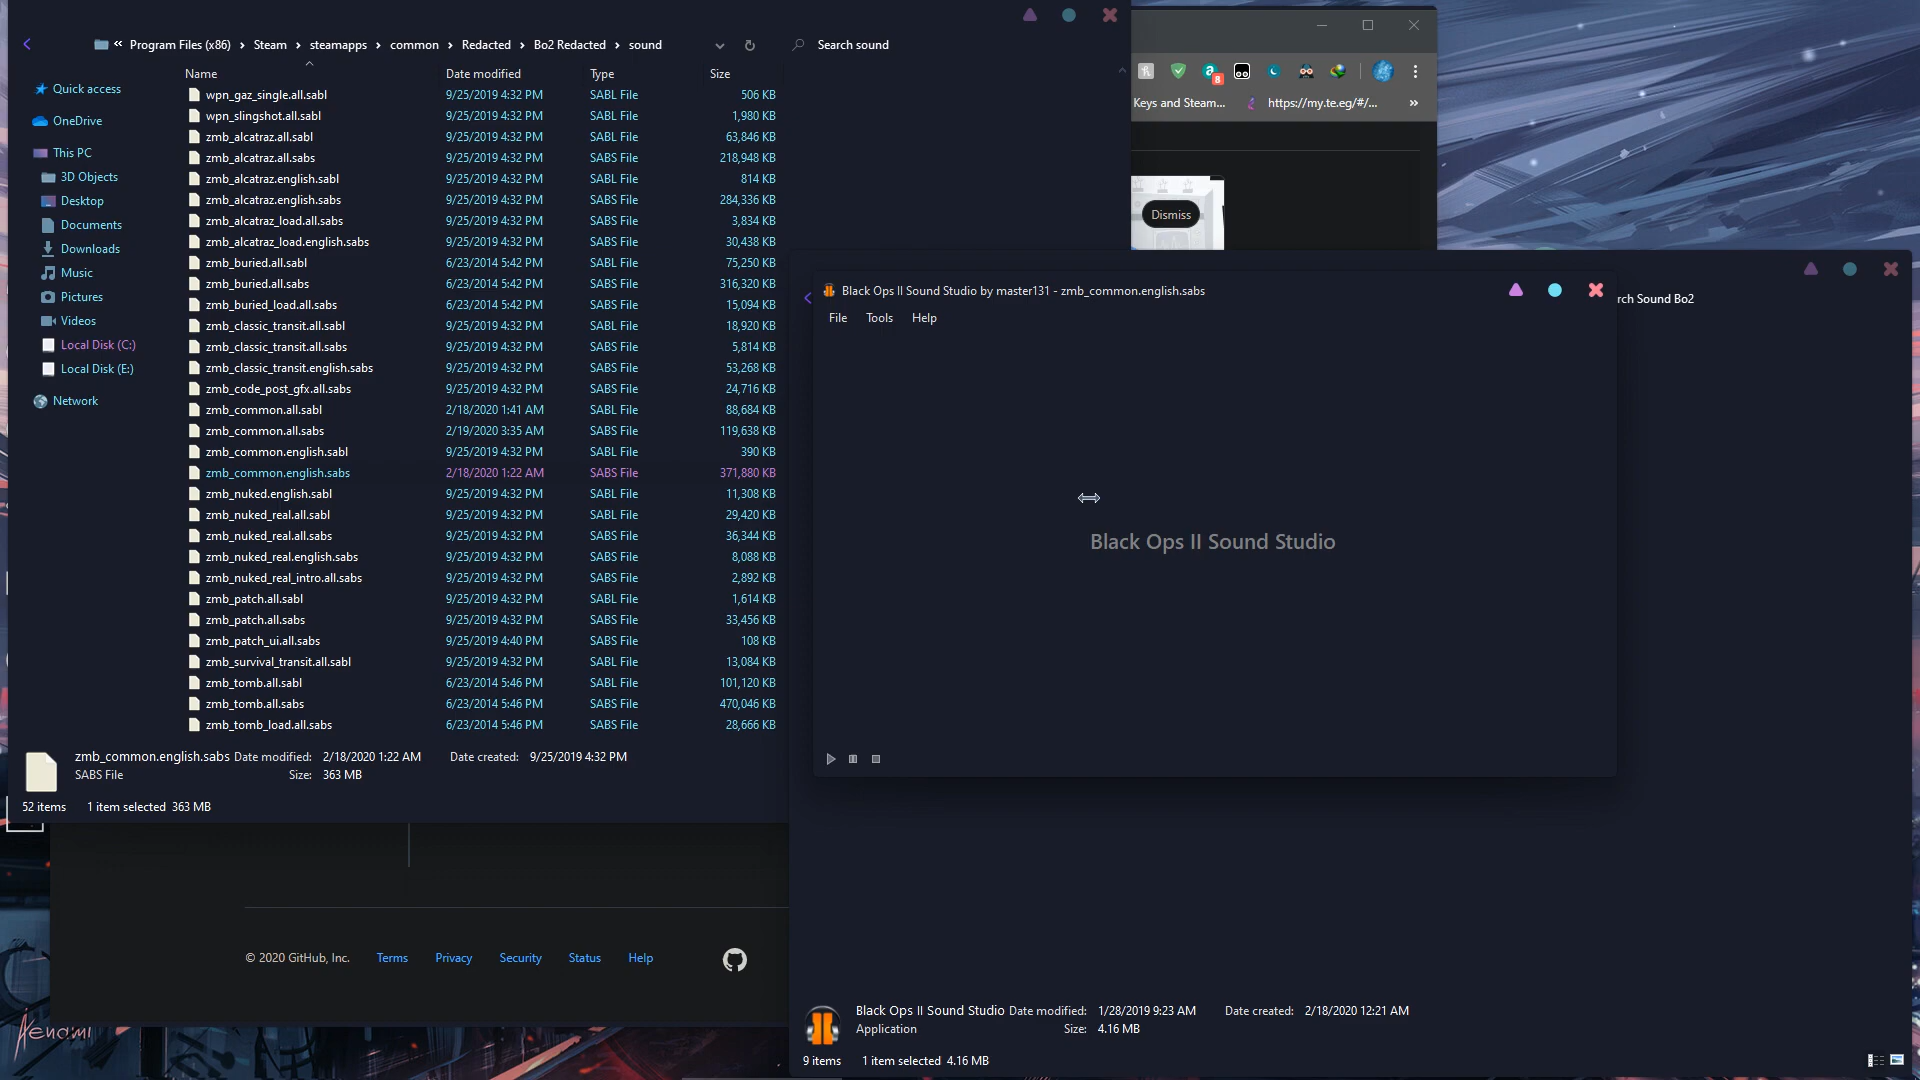 « Program Files (x86) › Steam › steamapps › common › Redacted › Bo2 Redacted › sound
Search sound
Name Date modified Type Size
Quick access
OneDrive
This PC
3D Objects
Desktop
Documents
Downloads
Music
Pictures
Videos
Local Disk (C:)
Local Disk (E:)
Network
wpn_gaz_single.all.sabl 9/25/2019 4:32 PM SABL File 506 KB
wpn_slingshot.all.sabl 9/25/2019 4:32 PM SABL File 1,980 KB
zmb_alcatraz.all.sabl 9/25/2019 4:32 PM SABL File 63,846 KB
zmb_alcatraz.all.sabs 9/25/2019 4:32 PM SABS File 218,948 KB
zmb_alcatraz.english.sabl 9/25/2019 4:32 PM SABL File 814 KB
zmb_alcatraz.english.sabs 9/25/2019 4:32 PM SABS File 284,336 KB
zmb_alcatraz_load.all.sabs 9/25/2019 4:32 PM SABS File 3,834 KB
zmb_alcatraz_load.english.sabs 9/25/2019 4:32 PM SABS File 30,438 KB
zmb_buried.all.sabl 6/23/2014 5:42 PM SABL File 75,250 KB
zmb_buried.all.sabs 6/23/2014 5:42 PM SABS File 316,320 KB
zmb_buried_load.all.sabs 6/23/2014 5:42 PM SABS File 15,094 KB
zmb_classic_transit.all.sabl 9/25/2019 4:32 PM SABL File 18,920 KB
zmb_classic_transit.all.sabs 9/25/2019 4:32 PM SABS File 5,814 KB
zmb_classic_transit.english.sabs 9/25/2019 4:32 PM SABS File 53,268 KB
zmb_code_post_gfx.all.sabs 9/25/2019 4:32 PM SABS File 24,716 KB
zmb_common.all.sabl 2/18/2020 1:41 AM SABL File 88,684 KB
zmb_common.all.sabs 2/19/2020 3:35 AM SABS File 119,638 KB
zmb_common.english.sabl 9/25/2019 4:32 PM SABL File 390 KB
zmb_common.english.sabs 2/18/2020 1:22 AM SABS File 371,880 KB
zmb_nuked.english.sabl 9/25/2019 4:32 PM SABL File 11,308 KB
zmb_nuked_real.all.sabl 9/25/2019 4:32 PM SABL File 29,420 KB
zmb_nuked_real.all.sabs 9/25/2019 4:32 PM SABS File 36,344 KB
zmb_nuked_real.english.sabs 9/25/2019 4:32 PM SABS File 8,088 KB
zmb_nuked_real_intro.all.sabs 9/25/2019 4:32 PM SABS File 2,892 KB
zmb_patch.all.sabl 9/25/2019 4:32 PM SABL File 1,614 KB
zmb_patch.all.sabs 9/25/2019 4:32 PM SABS File 33,456 KB
zmb_patch_ui.all.sabs 9/25/2019 4:40 PM SABS File 108 KB
zmb_survival_transit.all.sabl 9/25/2019 4:32 PM SABL File 13,084 KB
zmb_tomb.all.sabl 6/23/2014 5:46 PM SABL File 101,120 KB
zmb_tomb.all.sabs 6/23/2014 5:46 PM SABS File 470,046 KB
zmb_tomb_load.all.sabs 6/23/2014 5:46 PM SABS File 28,666 KB
zmb_common.english.sabs Date modified: 2/18/2020 1:22 AM Date created: 9/25/2019 4:32 PM
SABS File Size: 363 MB
52 items 1 item selected 363 MB
8
Keys and Steam... https://my.te.eg/#/... »
Dismiss
Black Ops II Sound Studio by master131 - zmb_common.english.sabs
rch Sound Bo2
File Tools Help
Black Ops II Sound Studio
© 2020 GitHub, Inc. Terms Privacy Security Status Help
Black Ops II Sound Studio Date modified: 1/28/2019 9:23 AM Date created: 2/18/2020 12:21 AM
Application Size: 4.16 MB
9 items 1 item selected 4.16 MB
Aenami